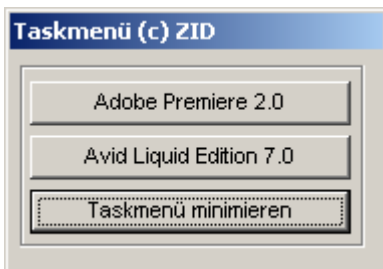 Taskmenü (c) ZID
Adobe Premiere 2.0
Avid Liquid Edition 7.0
Taskmenü minimieren